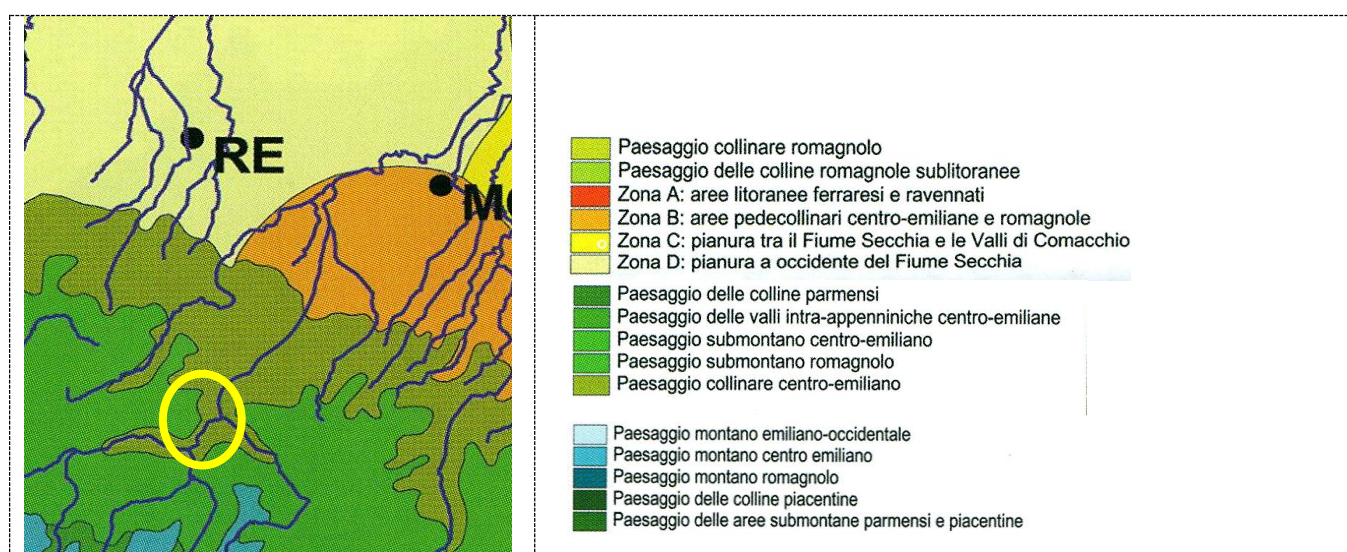 RE
Paesaggio collinare romagnolo
Paesaggio delle colline romagnole sublitoranee
Zona A: aree litoranee ferraresi e ravennati
Zona B: aree pedecollinari centro-emiliane e romagnole
Zona C: pianura tra il Fiume Secchia e le Valli di Comacchio
Zona D: pianura a occidente del Fiume Secchia
Paesaggio delle colline parmensi
Paesaggio delle valli intra-appenniniche centro-emiliane
Paesaggio submontano centro-emiliano
Paesaggio submontano romagnolo
Paesaggio collinare centro-emiliano
Paesaggio montano emiliano-occidentale
Paesaggio montano centro emiliano
Paesaggio montano romagnolo
Paesaggio delle colline piacentine
Paesaggio delle aree submontane parmensi e piacentine